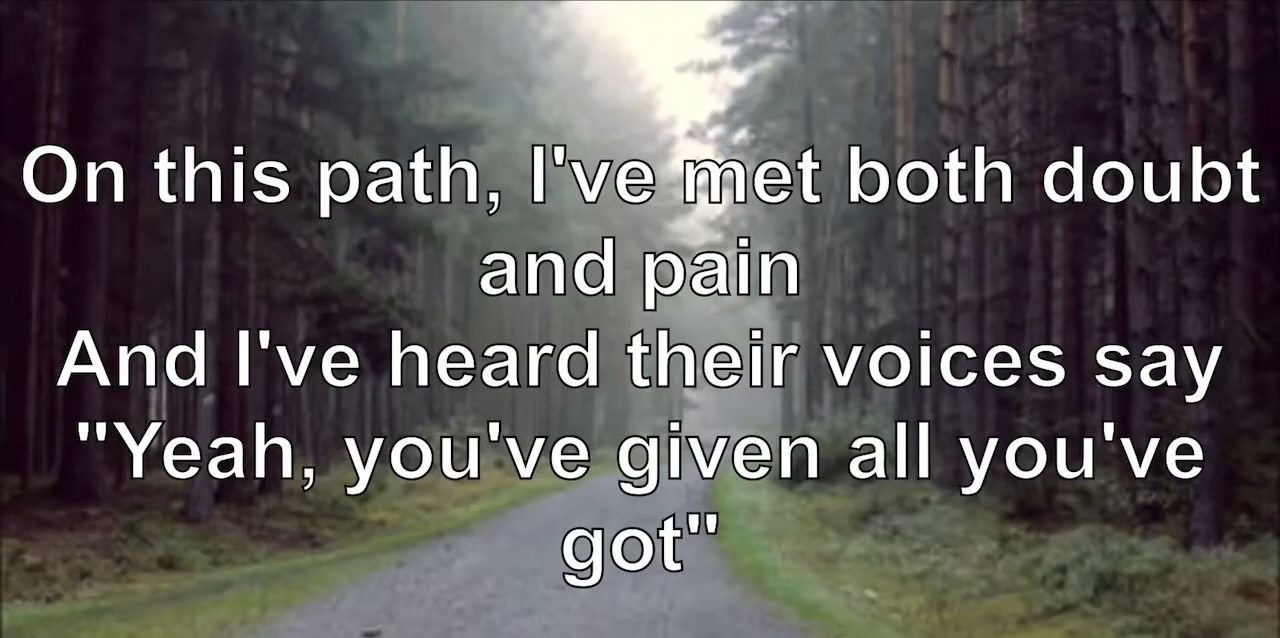 On this path, I've met both doubt
and pain
And I've heard their voices say
"Yeah, you've given all you've
got"